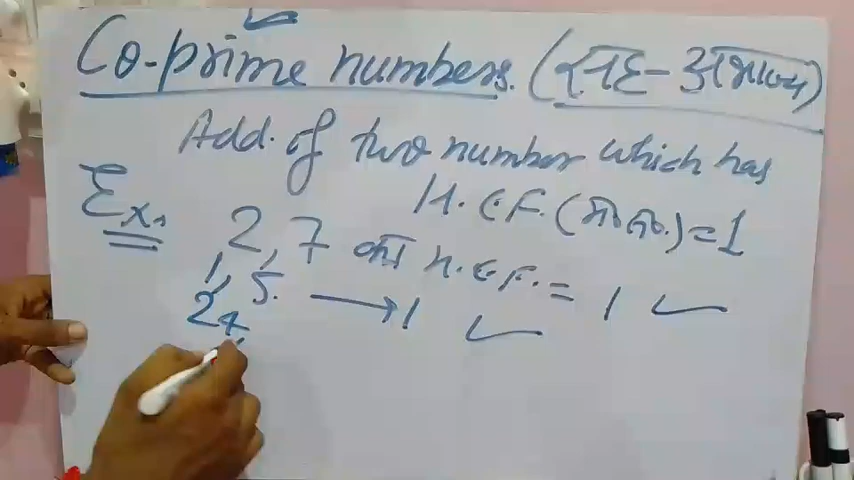 Co-prime numbers. (सह-अभाज्य)
Add. of two number which has
H.C.F. (म०स०) = 1
Ex.
2, 7 का H.C.F. = 1
1, 5. → 1
24,